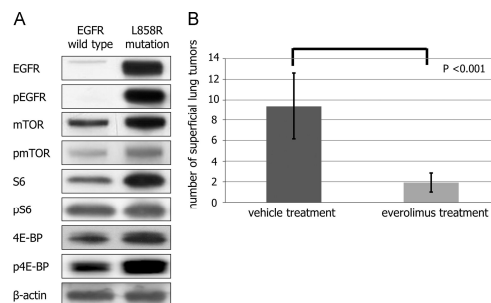 A
EGFR wild type
L858R mutation
EGFR
pEGFR
mTOR
pmTOR
S6
pS6
4E-BP
p4E-BP
β-actin
B
P <0.001
number of superficial lung tumors
14
12
10
8
6
4
2
0
vehicle treatment
everolimus treatment